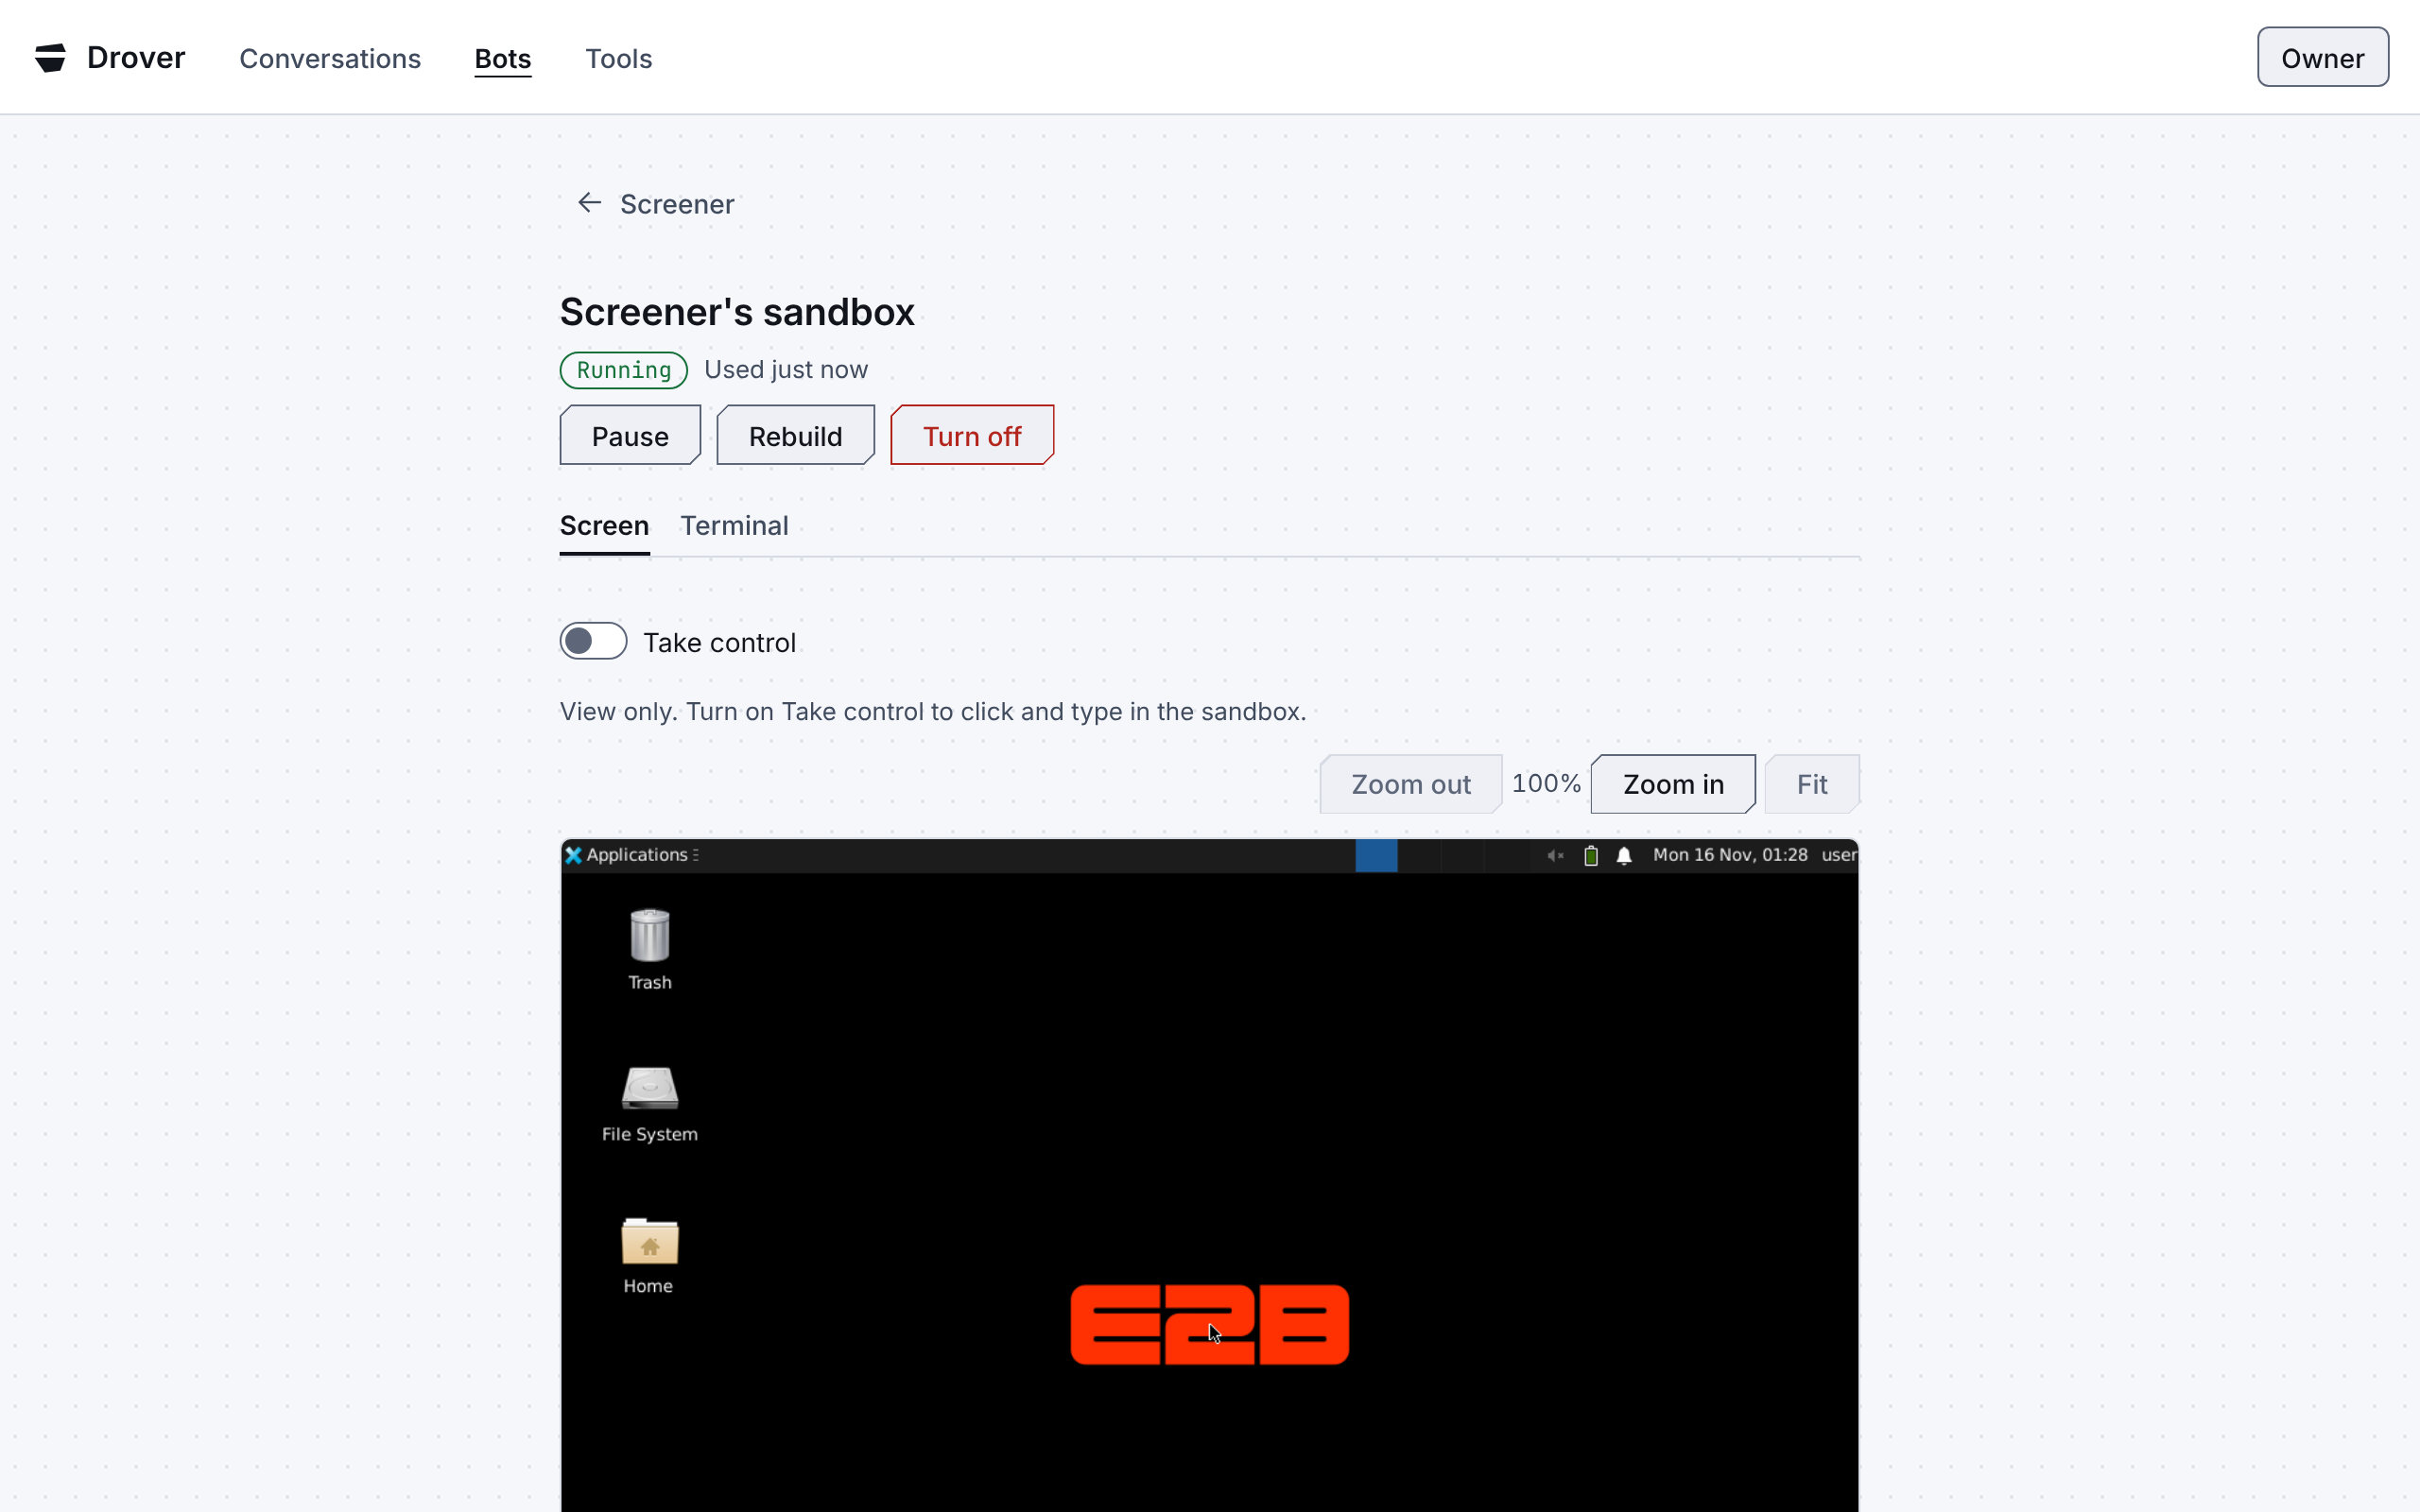 Drover Conversations Bots Tools Owner
← Screener
Screener's sandbox
Running Used just now
Pause Rebuild Turn off
Screen Terminal
Take control
View only. Turn on Take control to click and type in the sandbox.
Zoom out 100% Zoom in Fit
Applications Mon 16 Nov, 01:28 user
Trash
File System
Home
E2B